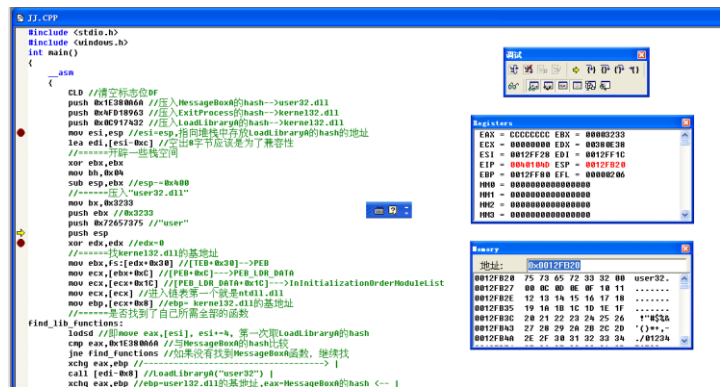 JJ.CPP
#include <stdio.h>
#include <windows.h>
int main()
{
__asm
{
CLD //清空标志位DF
push 0x1E380A6A //压入MessageBoxA的hash-->user32.dll
push 0x4FD18963 //压入ExitProcess的hash-->kernel32.dll
push 0x0C917432 //压入LoadLibraryA的hash-->kernel32.dll
mov esi,esp //esi=esp,指向堆栈中存放LoadLibraryA的hash的地址
lea edi,[esi-0xc] //空出8字节应该是为了兼容性
//------开辟一些栈空间
xor ebx,ebx
mov bh,0x04
sub esp,ebx //esp-=0x400
//------压入"user32.dll"
mov bx,0x3233
push ebx //0x3233
push 0x72657375 //"user"
push esp
xor edx,edx //edx=0
//------找kernel32.dll的基地址
mov ebx,fs:[edx+0x30] //[TEB+0x30]-->PEB
mov ecx,[ebx+0xC] //[PEB+0xC]--->PEB_LDR_DATA
mov ecx,[ecx+0x1C] //[PEB_LDR_DATA+0x1C]--->InInitializationOrderModuleList
mov ecx,[ecx] //进入链表第一个就是ntdll.dll
mov ebp,[ecx+0x8] //ebp= kernel32.dll的基地址
//------是否找到了自己所需全部的函数
find_lib_functions:
lodsd //即move eax,[esi], esi+=4, 第一次取LoadLibraryA的hash
cmp eax,0x1E380A6A //与MessageBoxA的hash比较
jne find_functions //如果没有找到MessageBoxA函数，继续找
xchg eax,ebp //------------------------------------> |
call [edi-0x8] //LoadLibraryA("user32") |
xchg eax,ebp //ebp=user132.dll的基地址,eax=MessageBoxA的hash <-- |
调试
Registers
EAX = CCCCCCCC EBX = 00003233
ECX = 00000000 EDX = 00380E38
ESI = 0012FF28 EDI = 0012FF1C
EIP = 0040104D ESP = 0012FB20
EBP = 0012FF80 EFL = 00000206
MM0 = 0000000000000000
MM1 = 0000000000000000
MM2 = 0000000000000000
MM3 = 0000000000000000
Memory
地址: 0x0012FB20
0012FB20 75 73 65 72 33 32 00 user32.
0012FB27 00 0C 0D 0E 0F 10 11 .......
0012FB2E 12 13 14 15 16 17 18 .......
0012FB35 19 1A 1B 1C 1D 1E 1F .......
0012FB3C 20 21 22 23 24 25 26 !"#$%&
0012FB43 27 28 29 2A 2B 2C 2D '()*+,-
0012FB4A 2E 2F 30 31 32 33 34 ./01234